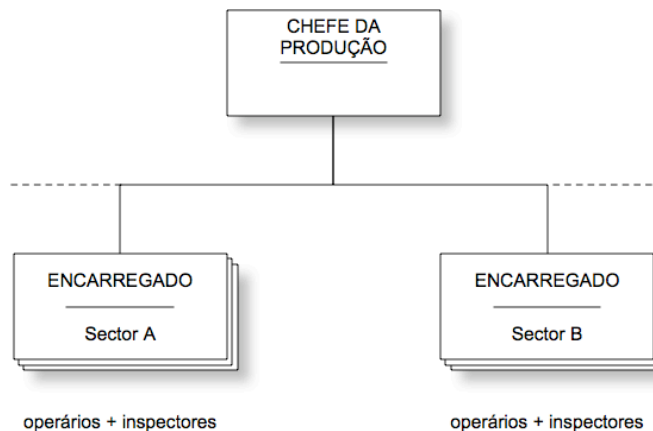 CHEFE DA
PRODUÇÃO
ENCARREGADO
Sector A
ENCARREGADO
Sector B
operários + inspectores
operários + inspectores